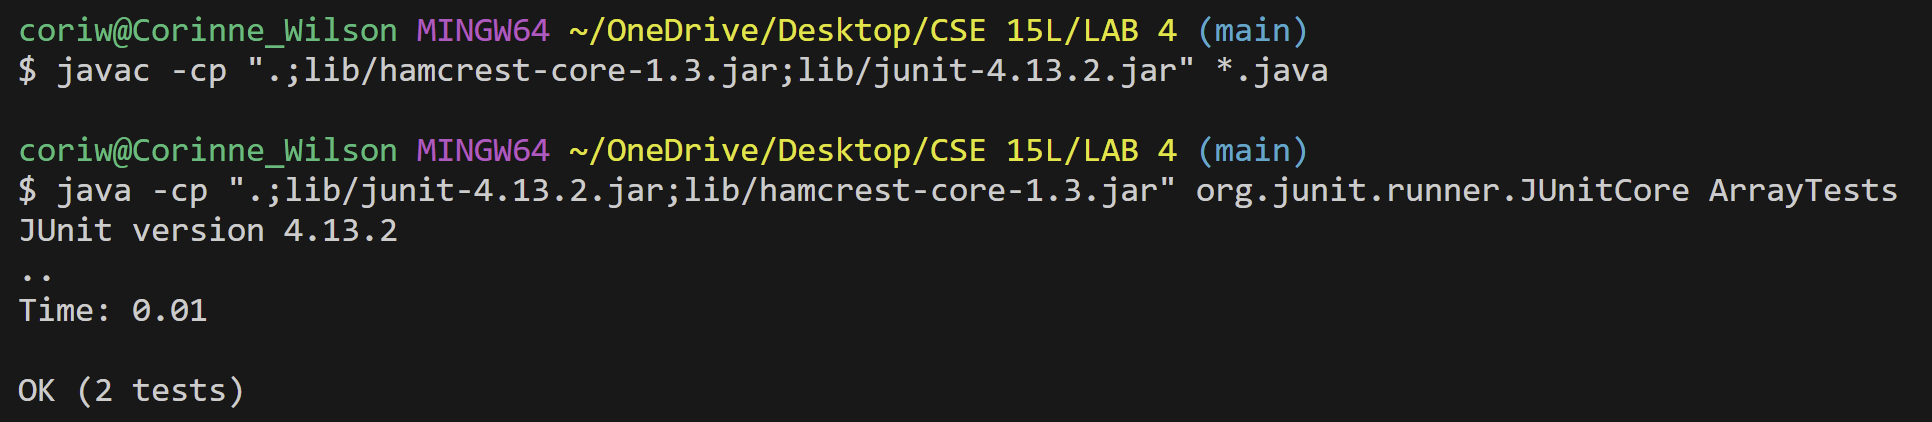 coriw@Corinne_Wilson MINGW64 ~/OneDrive/Desktop/CSE 15L/LAB 4 (main)
$ javac -cp ".;lib/hamcrest-core-1.3.jar;lib/junit-4.13.2.jar" *.java
coriw@Corinne_Wilson MINGW64 ~/OneDrive/Desktop/CSE 15L/LAB 4 (main)
$ java -cp ".;lib/junit-4.13.2.jar;lib/hamcrest-core-1.3.jar" org.junit.runner.JUnitCore ArrayTests
JUnit version 4.13.2
..
Time: 0.01
OK (2 tests)